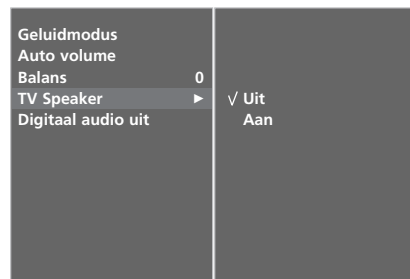 Geluidmodus
Auto volume
Balans 0
TV Speaker ▶ √ Uit
Aan
Digitaal audio uit